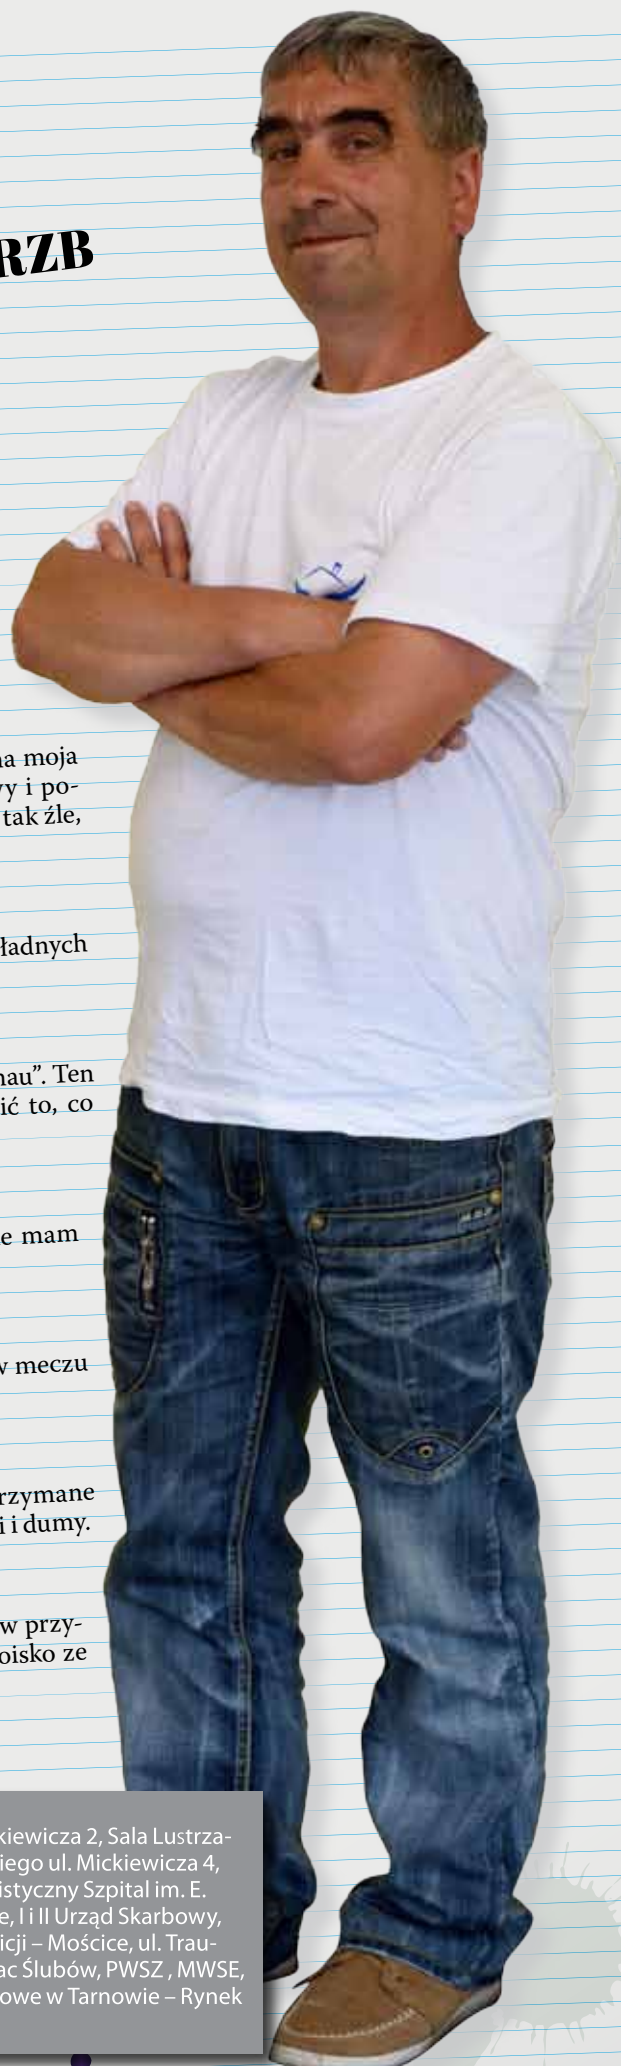 RZB
na moja
wy i po-
tak źle,
ładnych
nau”. Ten
ić to, co
e mam
w meczu
rzymane
i i dumy.
w przy-
oisko ze
kiewicza 2, Sala Lustrza-
kiego ul. Mickiewicza 4,
istyczny Szpital im. E.
e, I i II Urząd Skarbowy,
icji – Mościce, ul. Trau-
ac Ślubów, PWSZ , MWSE,
owe w Tarnowie – Rynek